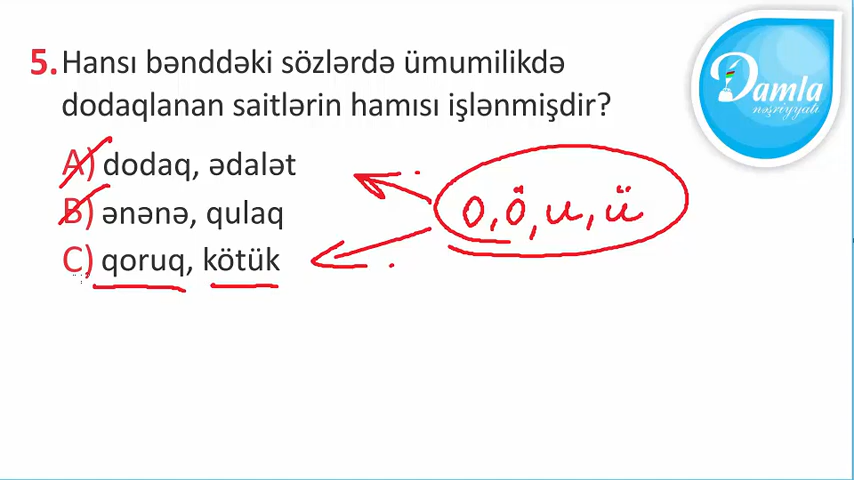 5. Hansı bənddəki sözlərdə ümumilikdə
dodaqlanan saitlərin hamısı işlənmişdir?
A) dodaq, ədalət
B) ənənə, qulaq
C) qoruq, kötük
o, ö, u, ü
Damla
nəşriyyatı